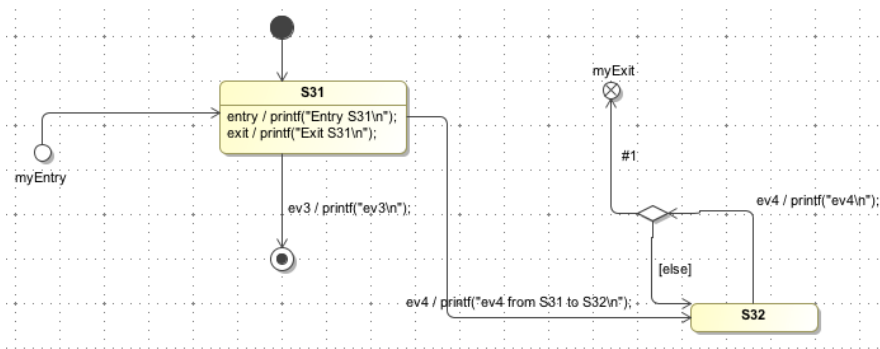 myExit
S31
entry / printf("Entry S31\n");
exit / printf("Exit S31\n");
#1
myEntry
ev4 / printf("ev4\n");
ev3 / printf("ev3\n");
[else]
ev4 / printf("ev4 from S31 to S32\n");
S32